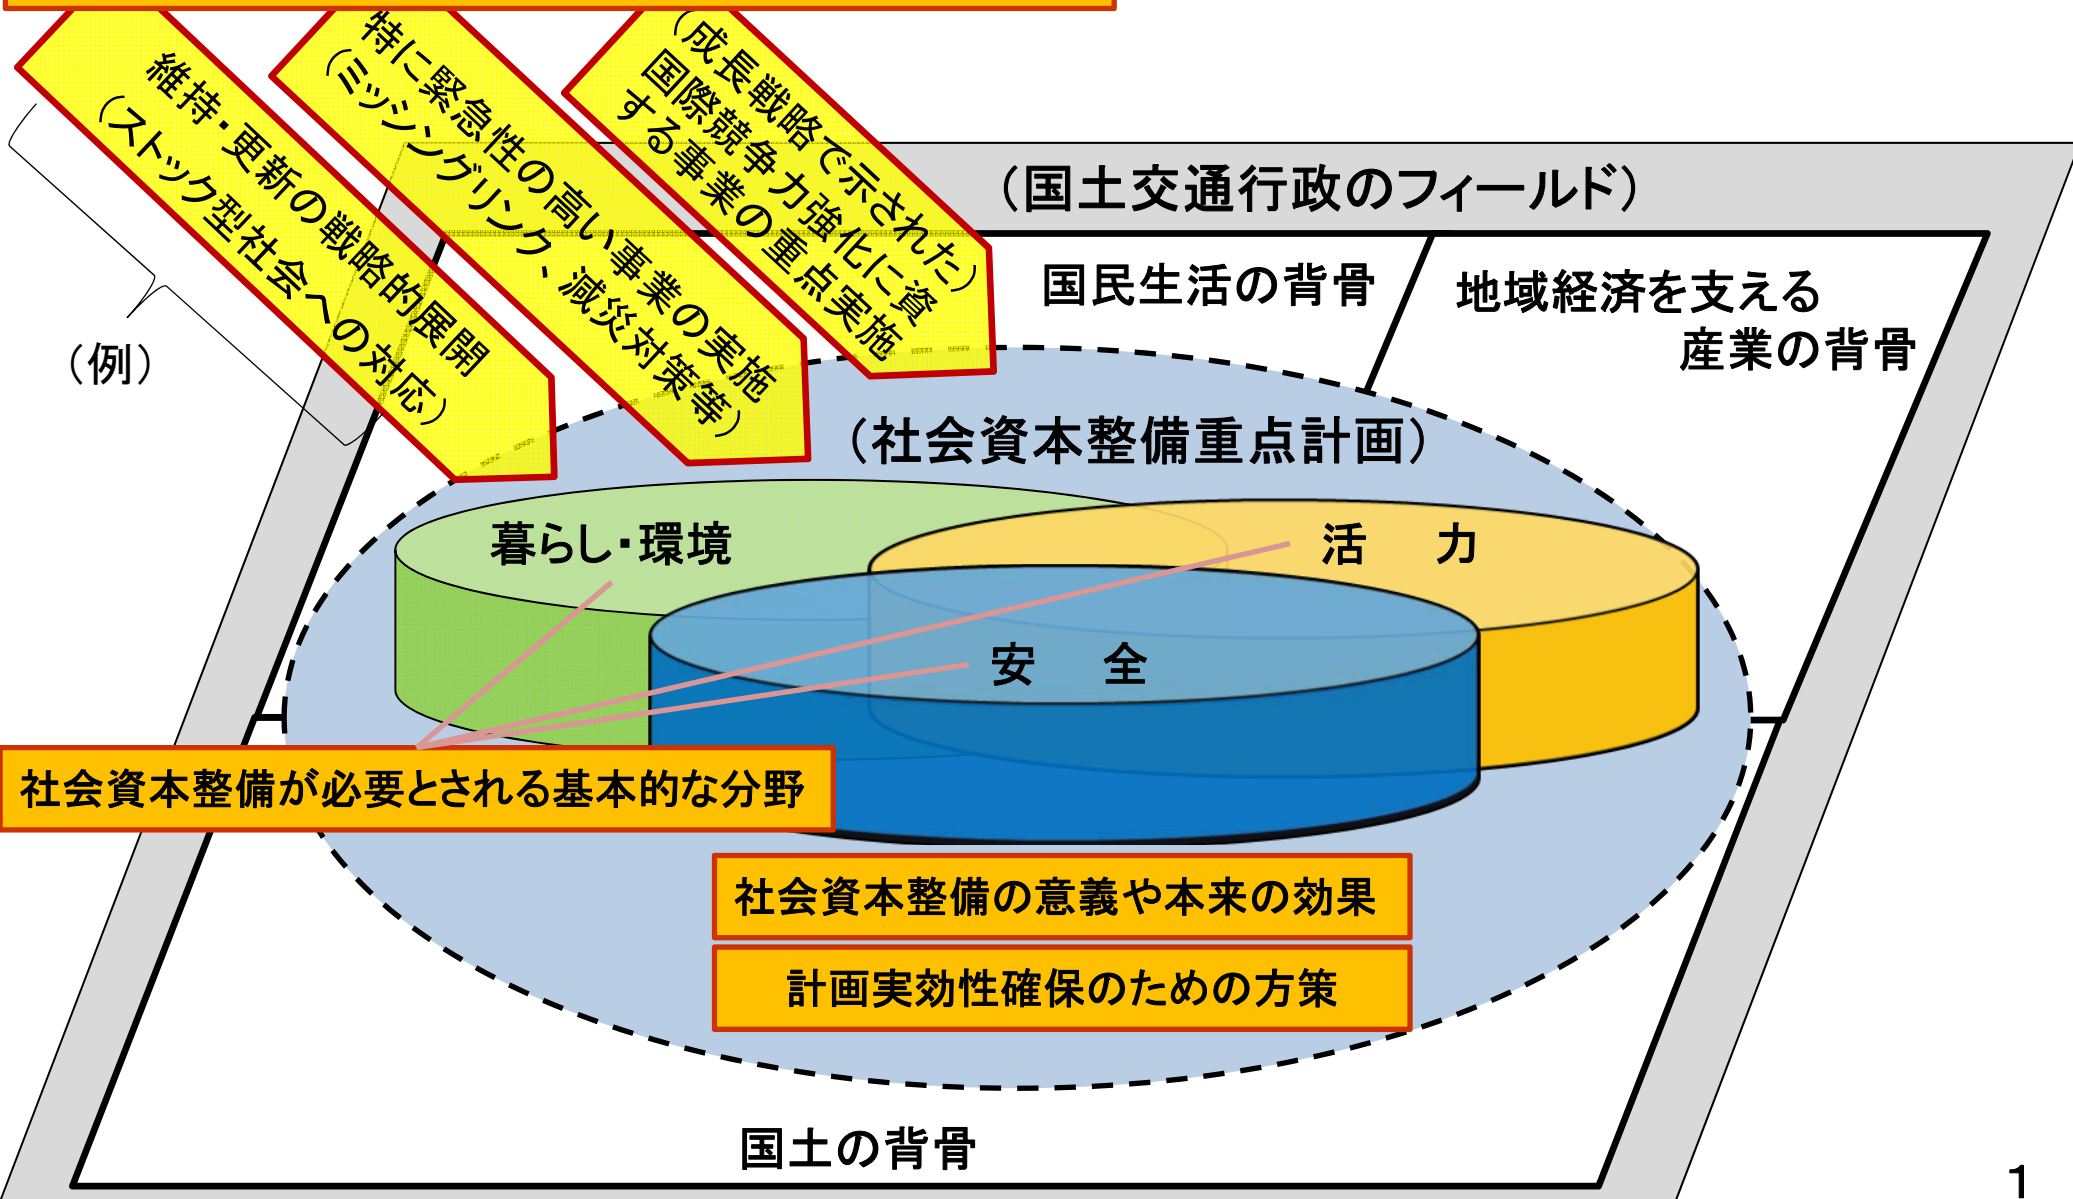 維持・更新の戦略的展開
（ストック型社会への対応）
特に緊急性の高い事業の実施
（ミッシングリンク、減災対策等）
（成長戦略で示された）
国際競争力強化に資
する事業の重点実施
（国土交通行政のフィールド）
国民生活の背骨
地域経済を支える
産業の背骨
（例）
（社会資本整備重点計画）
暮らし・環境
活　力
安　全
社会資本整備が必要とされる基本的な分野
社会資本整備の意義や本来の効果
計画実効性確保のための方策
国土の背骨
1